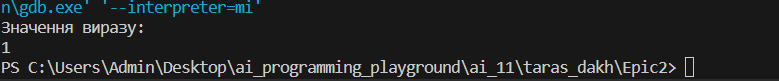 n\gdb.exe' '--interpreter=mi'
Значення виразу:
1
PS C:\Users\Admin\Desktop\ai_programming_playground\ai_11\taras_dakh\Epic2>